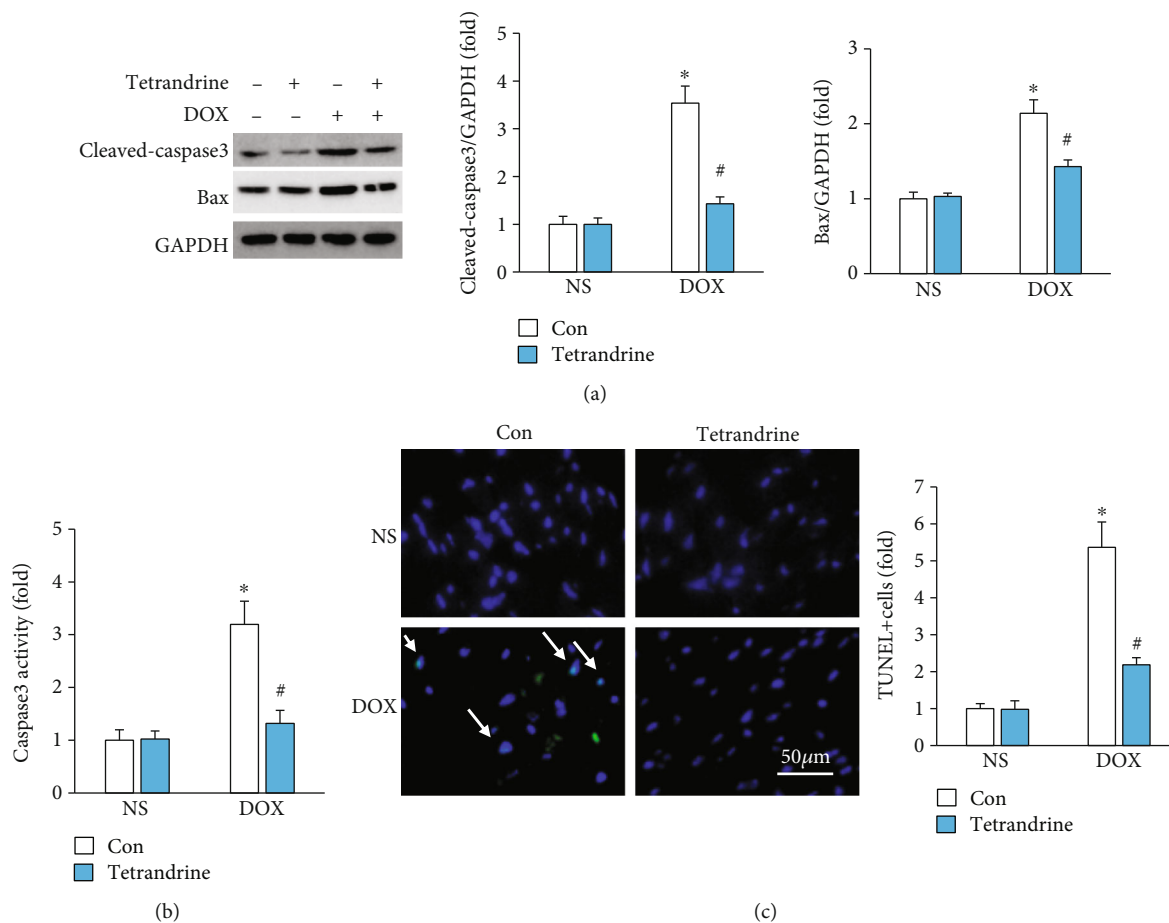 Tetrandrine – + – +
DOX – – + +
Cleaved-caspase3
Bax
GAPDH
Cleaved-caspase3/GAPDH (fold)
5
4
3
2
1
0
*
#
NS DOX
Con
Tetrandrine
Bax/GAPDH (fold)
3
2
1
0
*
#
NS DOX
(a)
Caspase3 activity (fold)
5
4
3
2
1
0
*
#
NS DOX
Con
Tetrandrine
(b)
Con Tetrandrine
NS
DOX
50μm
TUNEL+cells (fold)
7
6
5
4
3
2
1
0
*
#
NS DOX
Con
Tetrandrine
(c)